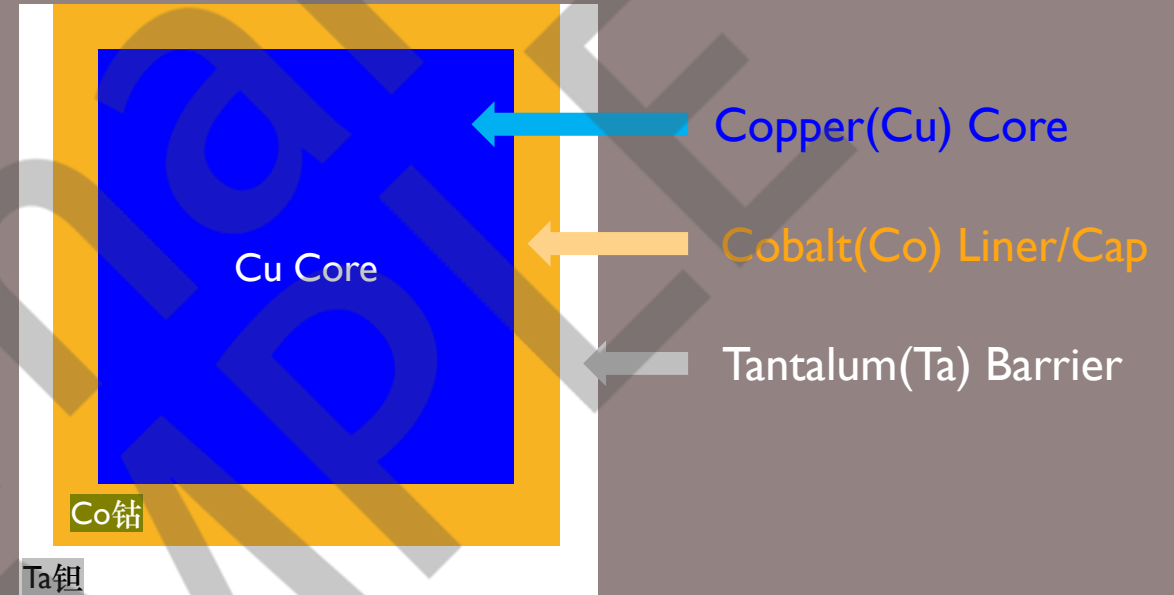 Copper(Cu) Core
Cobalt(Co) Liner/Cap
Cu Core
Tantalum(Ta) Barrier
Co钴
Ta钽